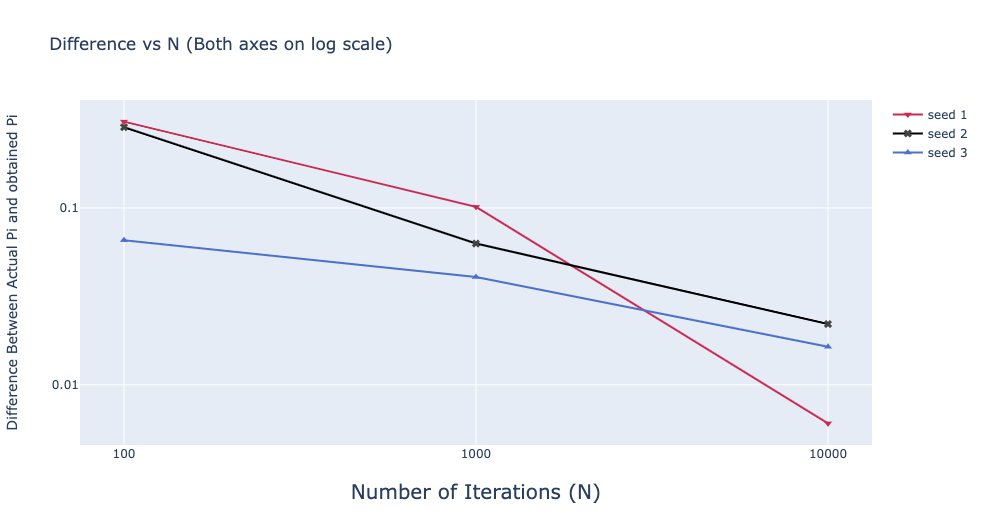 Difference vs N (Both axes on log scale)
Difference Between Actual Pi and obtained Pi
0.1
0.01
100
1000
10000
Number of Iterations (N)
seed 1
seed 2
seed 3